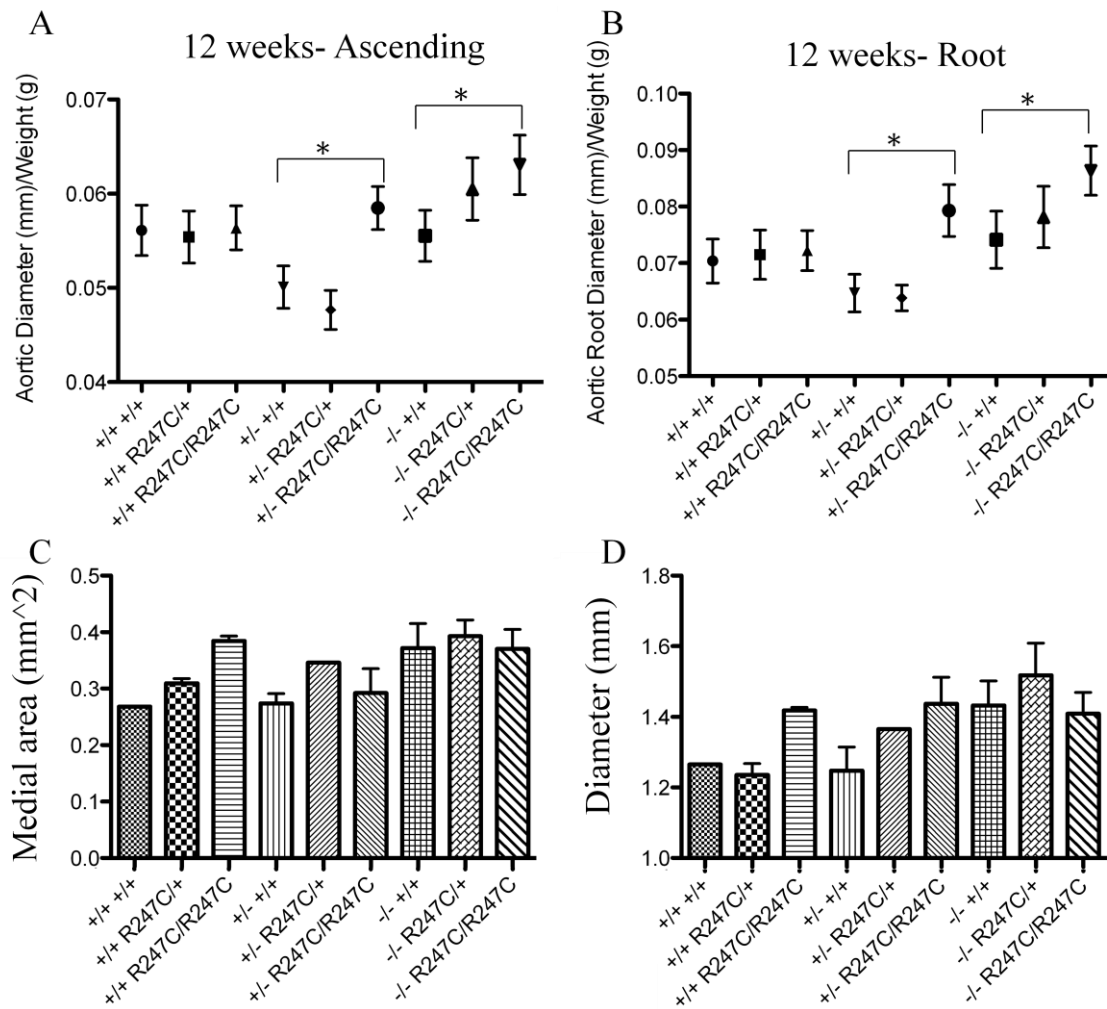 A
12 weeks- Ascending
Aortic Diameter (mm)/Weight (g)
0.07
0.06
0.05
0.04
*
*
+/+ +/+
+/+ R247C/+
+/+ R247C/R247C
+/- +/+
+/- R247C/+
+/- R247C/R247C
-/- +/+
-/- R247C/+
-/- R247C/R247C
B
12 weeks- Root
Aortic Root Diameter (mm)/Weight (g)
0.10
0.09
0.08
0.07
0.06
0.05
*
*
+/+ +/+
+/+ R247C/+
+/+ R247C/R247C
+/- +/+
+/- R247C/+
+/- R247C/R247C
-/- +/+
-/- R247C/+
-/- R247C/R247C
C
Medial area (mm^2)
0.5
0.4
0.3
0.2
0.1
0.0
+/+ +/+
+/+ R247C/+
+/+ R247C/R247C
+/- +/+
+/- R247C/+
+/- R247C/R247C
-/- +/+
-/- R247C/+
-/- R247C/R247C
D
Diameter (mm)
1.8
1.6
1.4
1.2
1.0
+/+ +/+
+/+ R247C/+
+/+ R247C/R247C
+/- +/+
+/- R247C/+
+/- R247C/R247C
-/- +/+
-/- R247C/+
-/- R247C/R247C